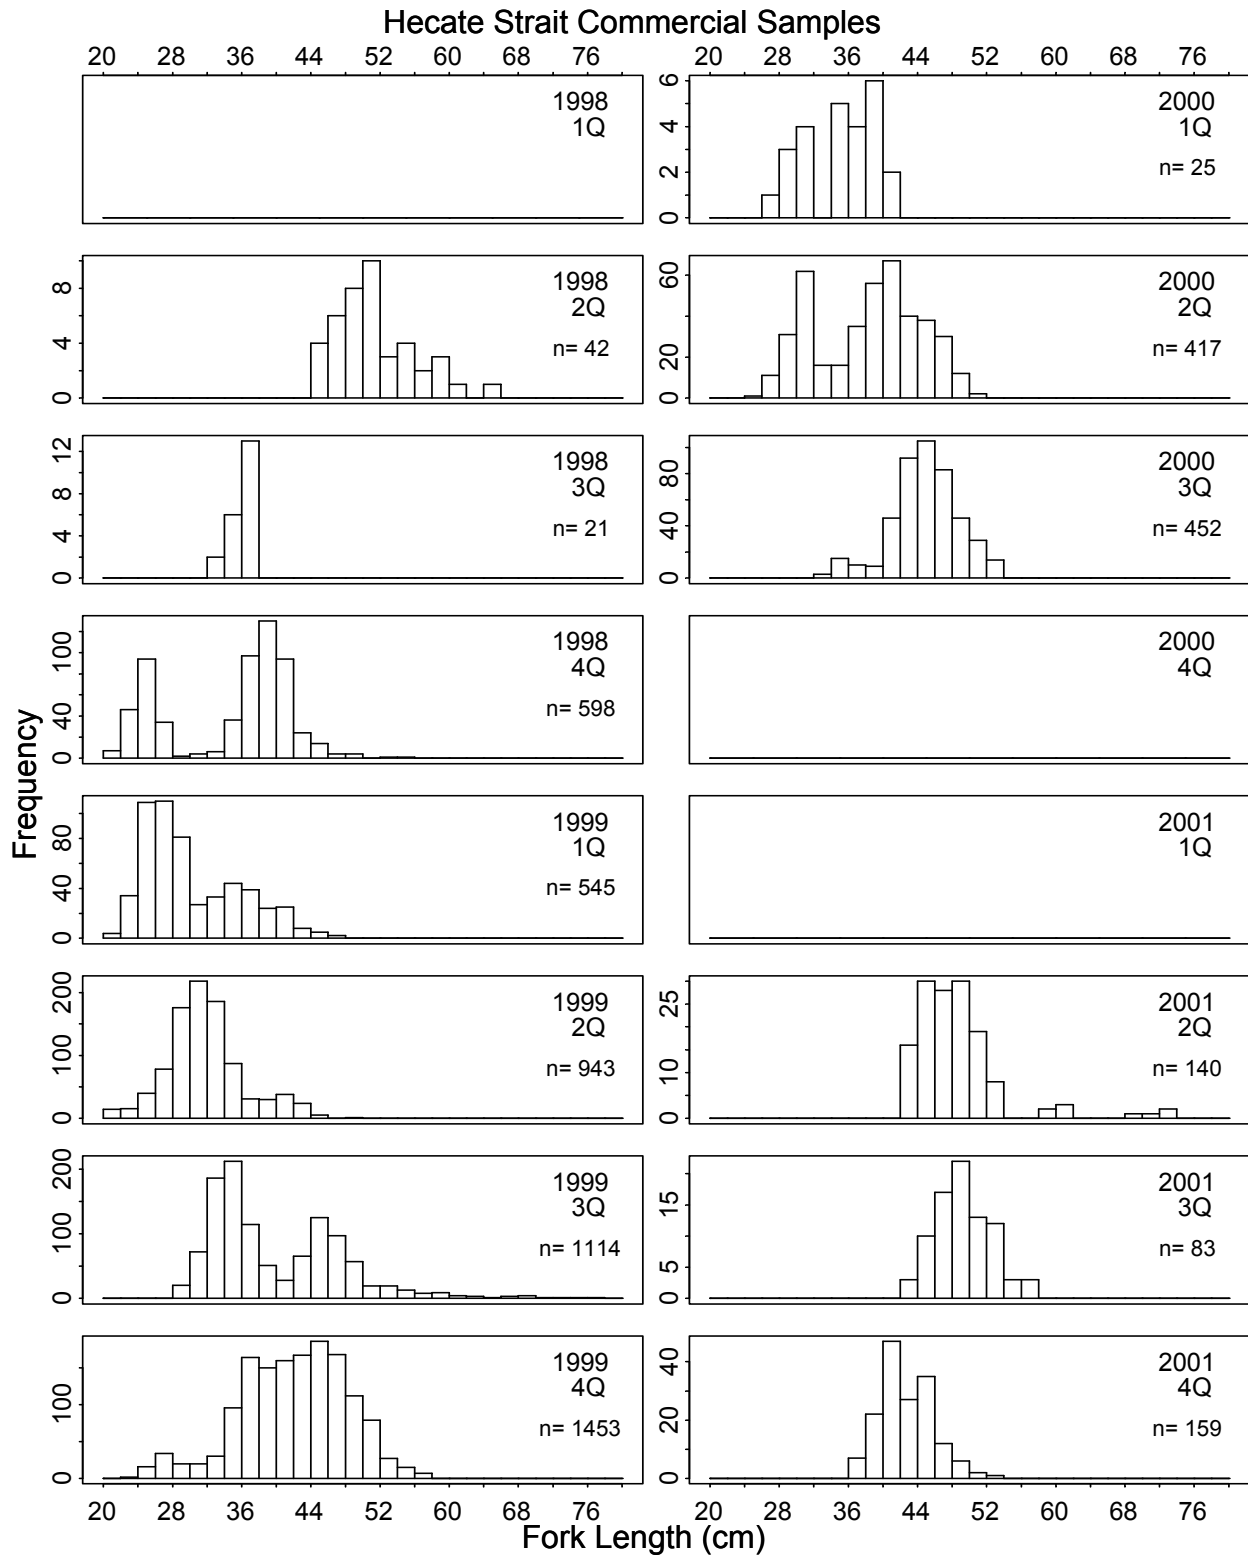 Hecate Strait Commercial Samples
20 28 36 44 52 60 68 76
20 28 36 44 52 60 68 76
1998
1Q
6
4
2
0
2000
1Q
n= 25
8
4
0
1998
2Q
n= 42
60
20
0
2000
2Q
n= 417
12
8
4
0
1998
3Q
n= 21
80
40
0
2000
3Q
n= 452
100
40
0
1998
4Q
n= 598
2000
4Q
Frequency
80
40
0
1999
1Q
n= 545
2001
1Q
200
100
0
1999
2Q
n= 943
25
10
0
2001
2Q
n= 140
200
100
0
1999
3Q
n= 1114
15
5
0
2001
3Q
n= 83
100
0
1999
4Q
n= 1453
40
20
0
2001
4Q
n= 159
20 28 36 44 52 60 68 76
20 28 36 44 52 60 68 76
Fork Length (cm)